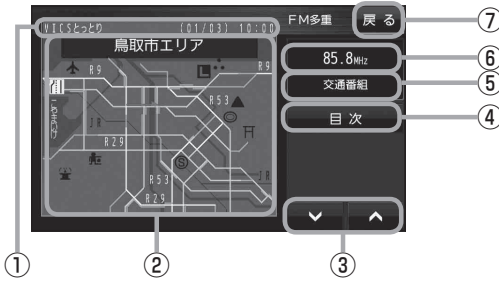 VICSとっとり (01/03) 10:00
FM多重
戻る
鳥取市エリア
85.8MHz
交通番組
目次
R9
L
R9
R53
JR
R29
S
R53
R29
JR
⑦
⑥
⑤
④
①
②
③